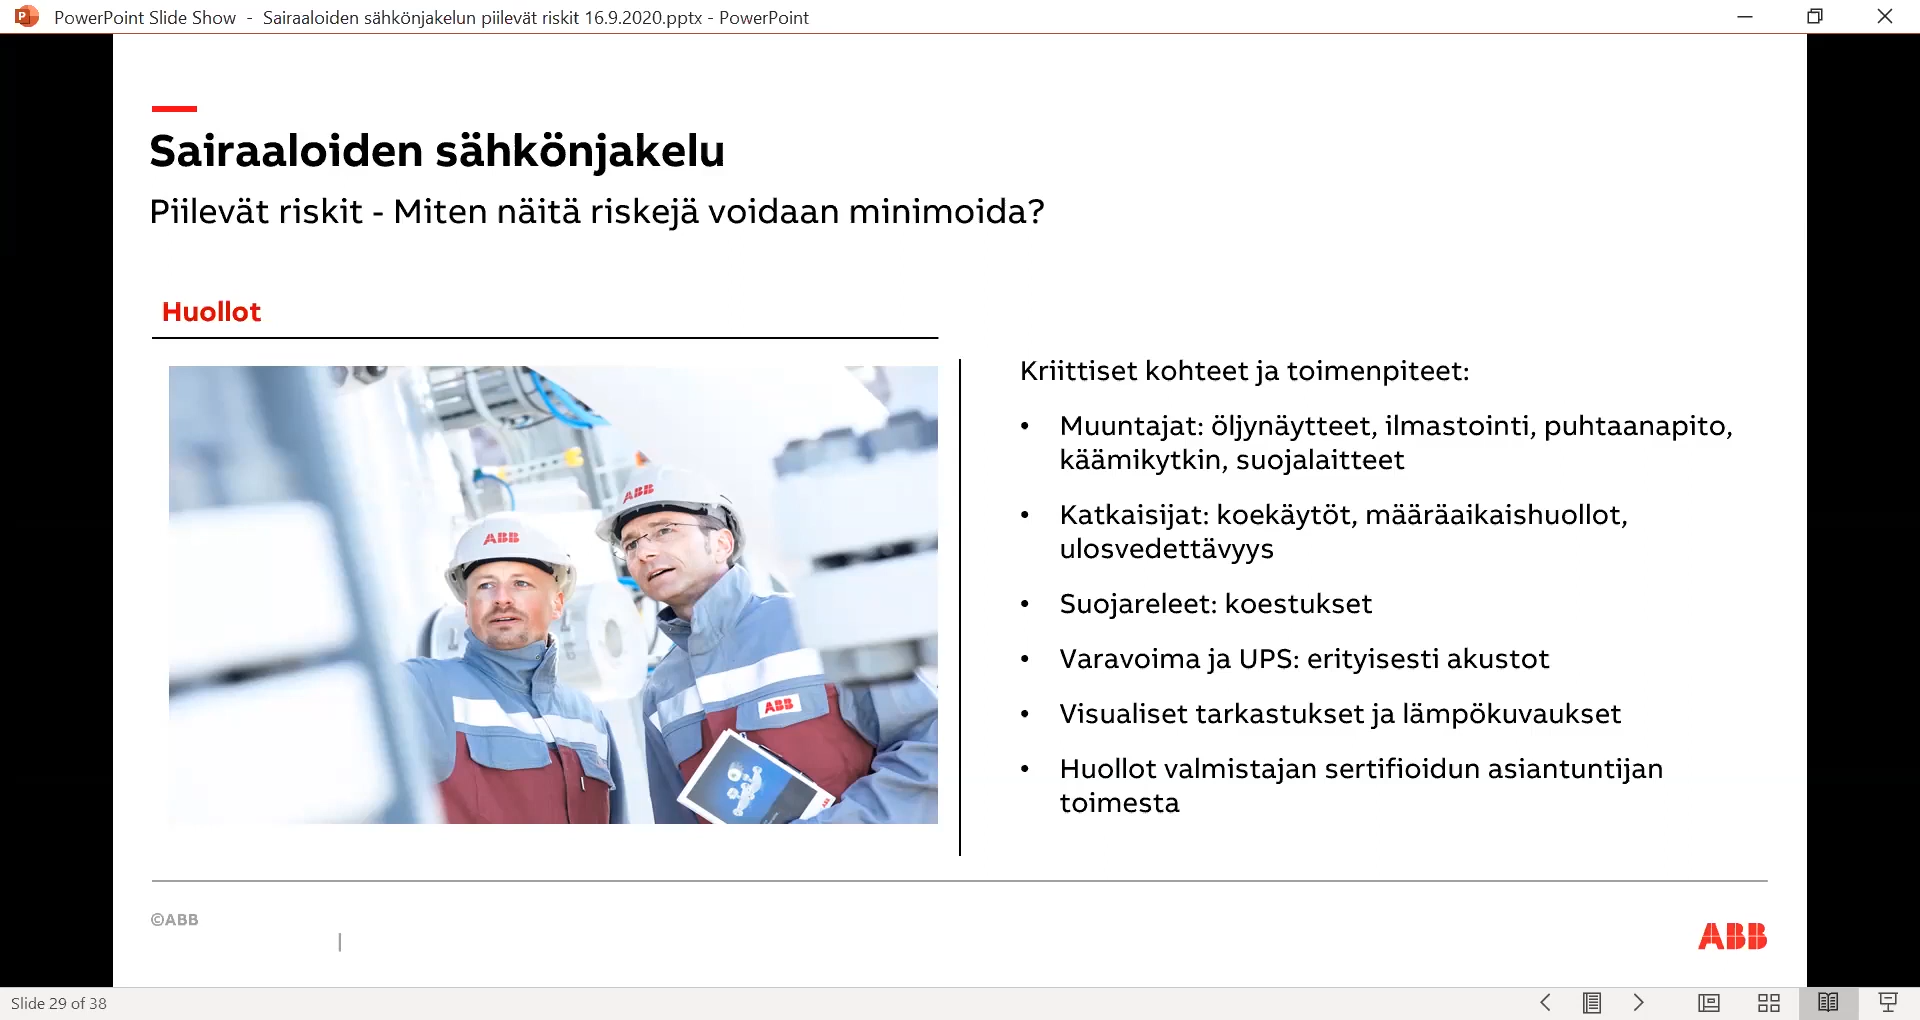 PowerPoint Slide Show - Sairaaloiden sähkönjakelun piilevät riskit 16.9.2020.pptx - PowerPoint
Sairaaloiden sähkönjakelu
Piilevät riskit - Miten näitä riskejä voidaan minimoida?
Huollot
ABB
ABB
ABB
Kriittiset kohteet ja toimenpiteet:
• Muuntajat: öljynäytteet, ilmastointi, puhtaanapito,
käämikytkin, suojalaitteet
• Katkaisijat: koekäytöt, määräaikaishuollot,
ulosvedettävyys
• Suojareleet: koestukset
• Varavoima ja UPS: erityisesti akustot
• Visualiset tarkastukset ja lämpökuvaukset
• Huollot valmistajan sertifioidun asiantuntijan
toimesta
©ABB
|
ABB
Slide 29 of 38